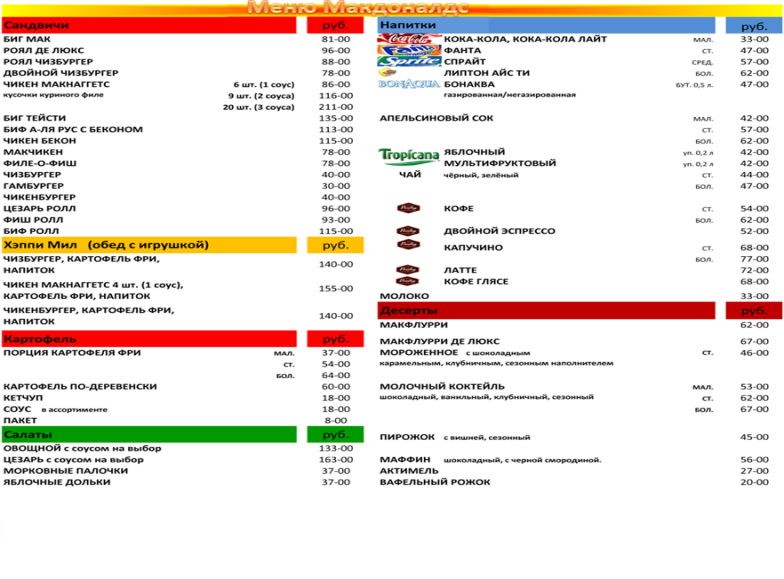 Меню Макдоналдс
Сандвичи руб.
БИГ МАК 81-00
РОЯЛ ДЕ ЛЮКС 96-00
РОЯЛ ЧИЗБУРГЕР 88-00
ДВОЙНОЙ ЧИЗБУРГЕР 78-00
ЧИКЕН МАКНАГГЕТС 6 шт. (1 соус) 86-00
кусочки куриного филе 9 шт. (2 соуса) 116-00
20 шт. (3 соуса) 211-00
БИГ ТЕЙСТИ 135-00
БИФ А-ЛЯ РУС С БЕКОНОМ 113-00
ЧИКЕН БЕКОН 115-00
МАКЧИКЕН 78-00
ФИЛЕ-О-ФИШ 78-00
ЧИЗБУРГЕР 40-00
ГАМБУРГЕР 30-00
ЧИКЕНБУРГЕР 40-00
ЦЕЗАРЬ РОЛЛ 96-00
ФИШ РОЛЛ 93-00
БИФ РОЛЛ 115-00
Хэппи Мил (обед с игрушкой) руб.
ЧИЗБУРГЕР, КАРТОФЕЛЬ ФРИ,
НАПИТОК 140-00
ЧИКЕН МАКНАГГЕТС 4 шт. (1 соус),
КАРТОФЕЛЬ ФРИ, НАПИТОК 155-00
ЧИКЕНБУРГЕР, КАРТОФЕЛЬ ФРИ,
НАПИТОК 140-00
Картофель руб.
ПОРЦИЯ КАРТОФЕЛЯ ФРИ МАЛ. 37-00
СТ. 54-00
БОЛ. 64-00
КАРТОФЕЛЬ ПО-ДЕРЕВЕНСКИ 60-00
КЕТЧУП 18-00
СОУС в ассортименте 18-00
ПАКЕТ 8-00
Салаты руб.
ОВОЩНОЙ с соусом на выбор 133-00
ЦЕЗАРЬ с соусом на выбор 163-00
МОРКОВНЫЕ ПАЛОЧКИ 37-00
ЯБЛОЧНЫЕ ДОЛЬКИ 37-00
Напитки руб.
Coca-Cola КОКА-КОЛА, КОКА-КОЛА ЛАЙТ МАЛ. 33-00
Fanta ФАНТА СТ. 47-00
Sprite СПРАЙТ СРЕД. 57-00
ЛИПТОН АЙС ТИ БОЛ. 62-00
BONAQUA БОНАКВА БУТ. 0,5 л. 47-00
газированная/негазированная
АПЕЛЬСИНОВЫЙ СОК МАЛ. 42-00
СТ. 57-00
БОЛ. 62-00
Tropicana ЯБЛОЧНЫЙ уп. 0,2 л 42-00
МУЛЬТИФРУКТОВЫЙ уп. 0,2 л 42-00
ЧАЙ чёрный, зелёный СТ. 44-00
БОЛ. 47-00
КОФЕ СТ. 54-00
БОЛ. 62-00
ДВОЙНОЙ ЭСПРЕССО 52-00
КАПУЧИНО СТ. 68-00
БОЛ. 77-00
ЛАТТЕ 72-00
КОФЕ ГЛЯСЕ 68-00
МОЛОКО 33-00
Десерты руб.
МАКФЛУРРИ 62-00
МАКФЛУРРИ ДЕ ЛЮКС 67-00
МОРОЖЕННОЕ с шоколадным СТ. 46-00
карамельным, клубничным, сезонным наполнителем
МОЛОЧНЫЙ КОКТЕЙЛЬ МАЛ. 53-00
шоколадный, ванильный, клубничный, сезонный СТ. 62-00
БОЛ. 67-00
ПИРОЖОК с вишней, сезонный 45-00
МАФФИН шоколадный, с черной смородиной. 56-00
АКТИМЕЛЬ 27-00
ВАФЕЛЬНЫЙ РОЖОК 20-00